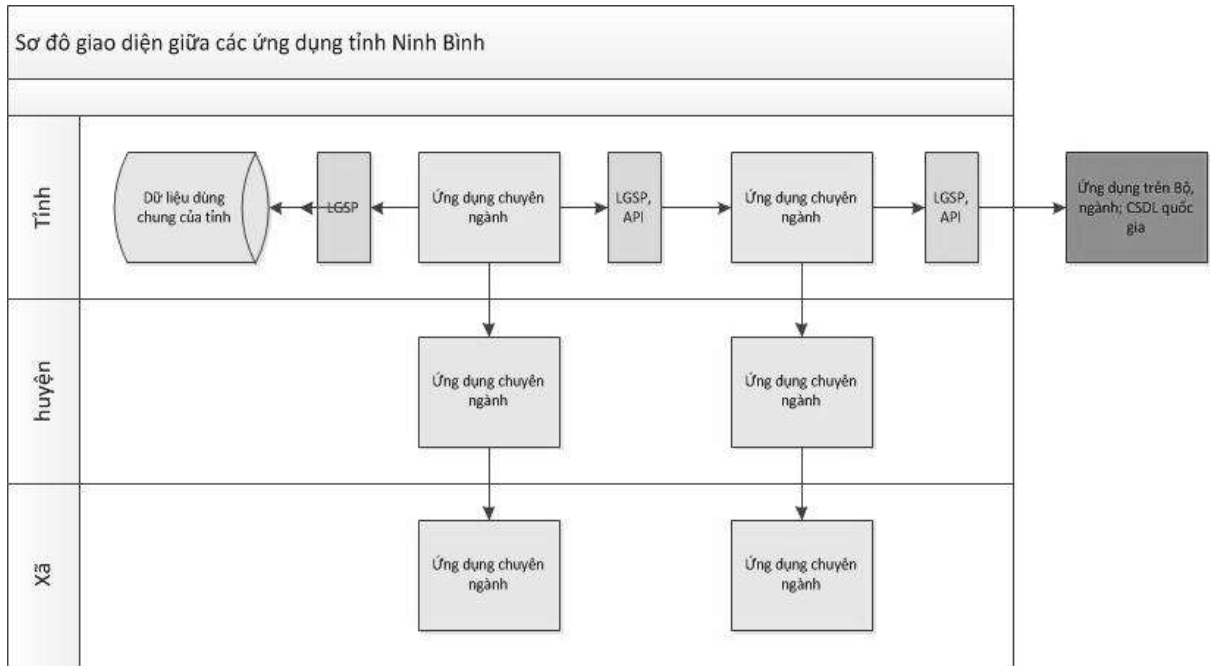 Sơ đô giao diện giữa các ứng dụng tỉnh Ninh Bình
Tỉnh
Dữ liệu dùng
chung của tỉnh
LGSP
Ứng dụng chuyên
ngành
LGSP,
API
Ứng dụng chuyên
ngành
LGSP,
API
Ứng dụng trên Bộ,
ngành; CSDL quốc
gia
huyện
Ứng dụng chuyên
ngành
Ứng dụng chuyên
ngành
Xã
Ứng dụng chuyên
ngành
Ứng dụng chuyên
ngành